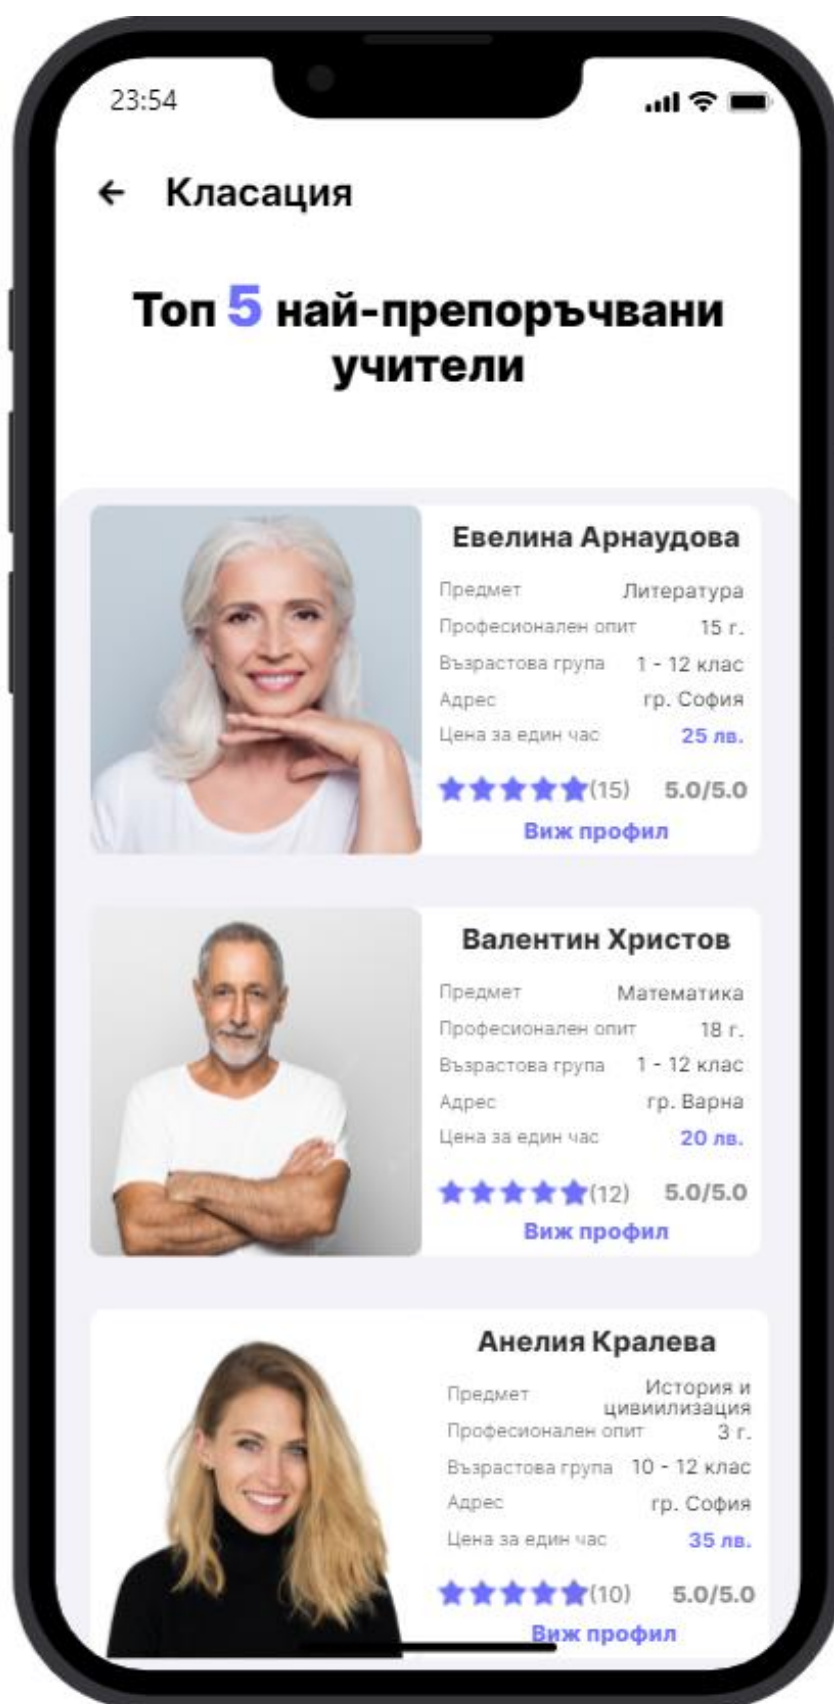 23:54
Класация
Топ 5 най-препоръчвани
учители
Евелина Арнаудова
Предмет Литература
Професионален опит 15 г.
Възрастова група 1 - 12 клас
Адрес гр. София
Цена за един час 25 лв.
(15) 5.0/5.0
Виж профил
Валентин Христов
Предмет Математика
Професионален опит 18 г.
Възрастова група 1 - 12 клас
Адрес гр. Варна
Цена за един час 20 лв.
(12) 5.0/5.0
Виж профил
Анелия Кралева
Предмет История и
цивиилизация
Професионален опит 3 г.
Възрастова група 10 - 12 клас
Адрес гр. София
Цена за един час 35 лв.
(10) 5.0/5.0
Виж профил